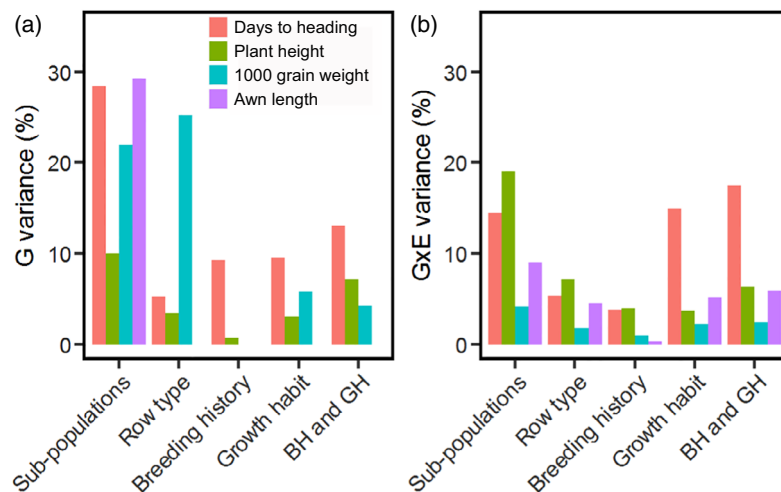 (a)
Days to heading
Plant height
1000 grain weight
Awn length
G variance (%)
30
20
10
0
Sub-populations
Row type
Breeding history
Growth habit
BH and GH
(b)
GxE variance (%)
30
20
10
0
Sub-populations
Row type
Breeding history
Growth habit
BH and GH